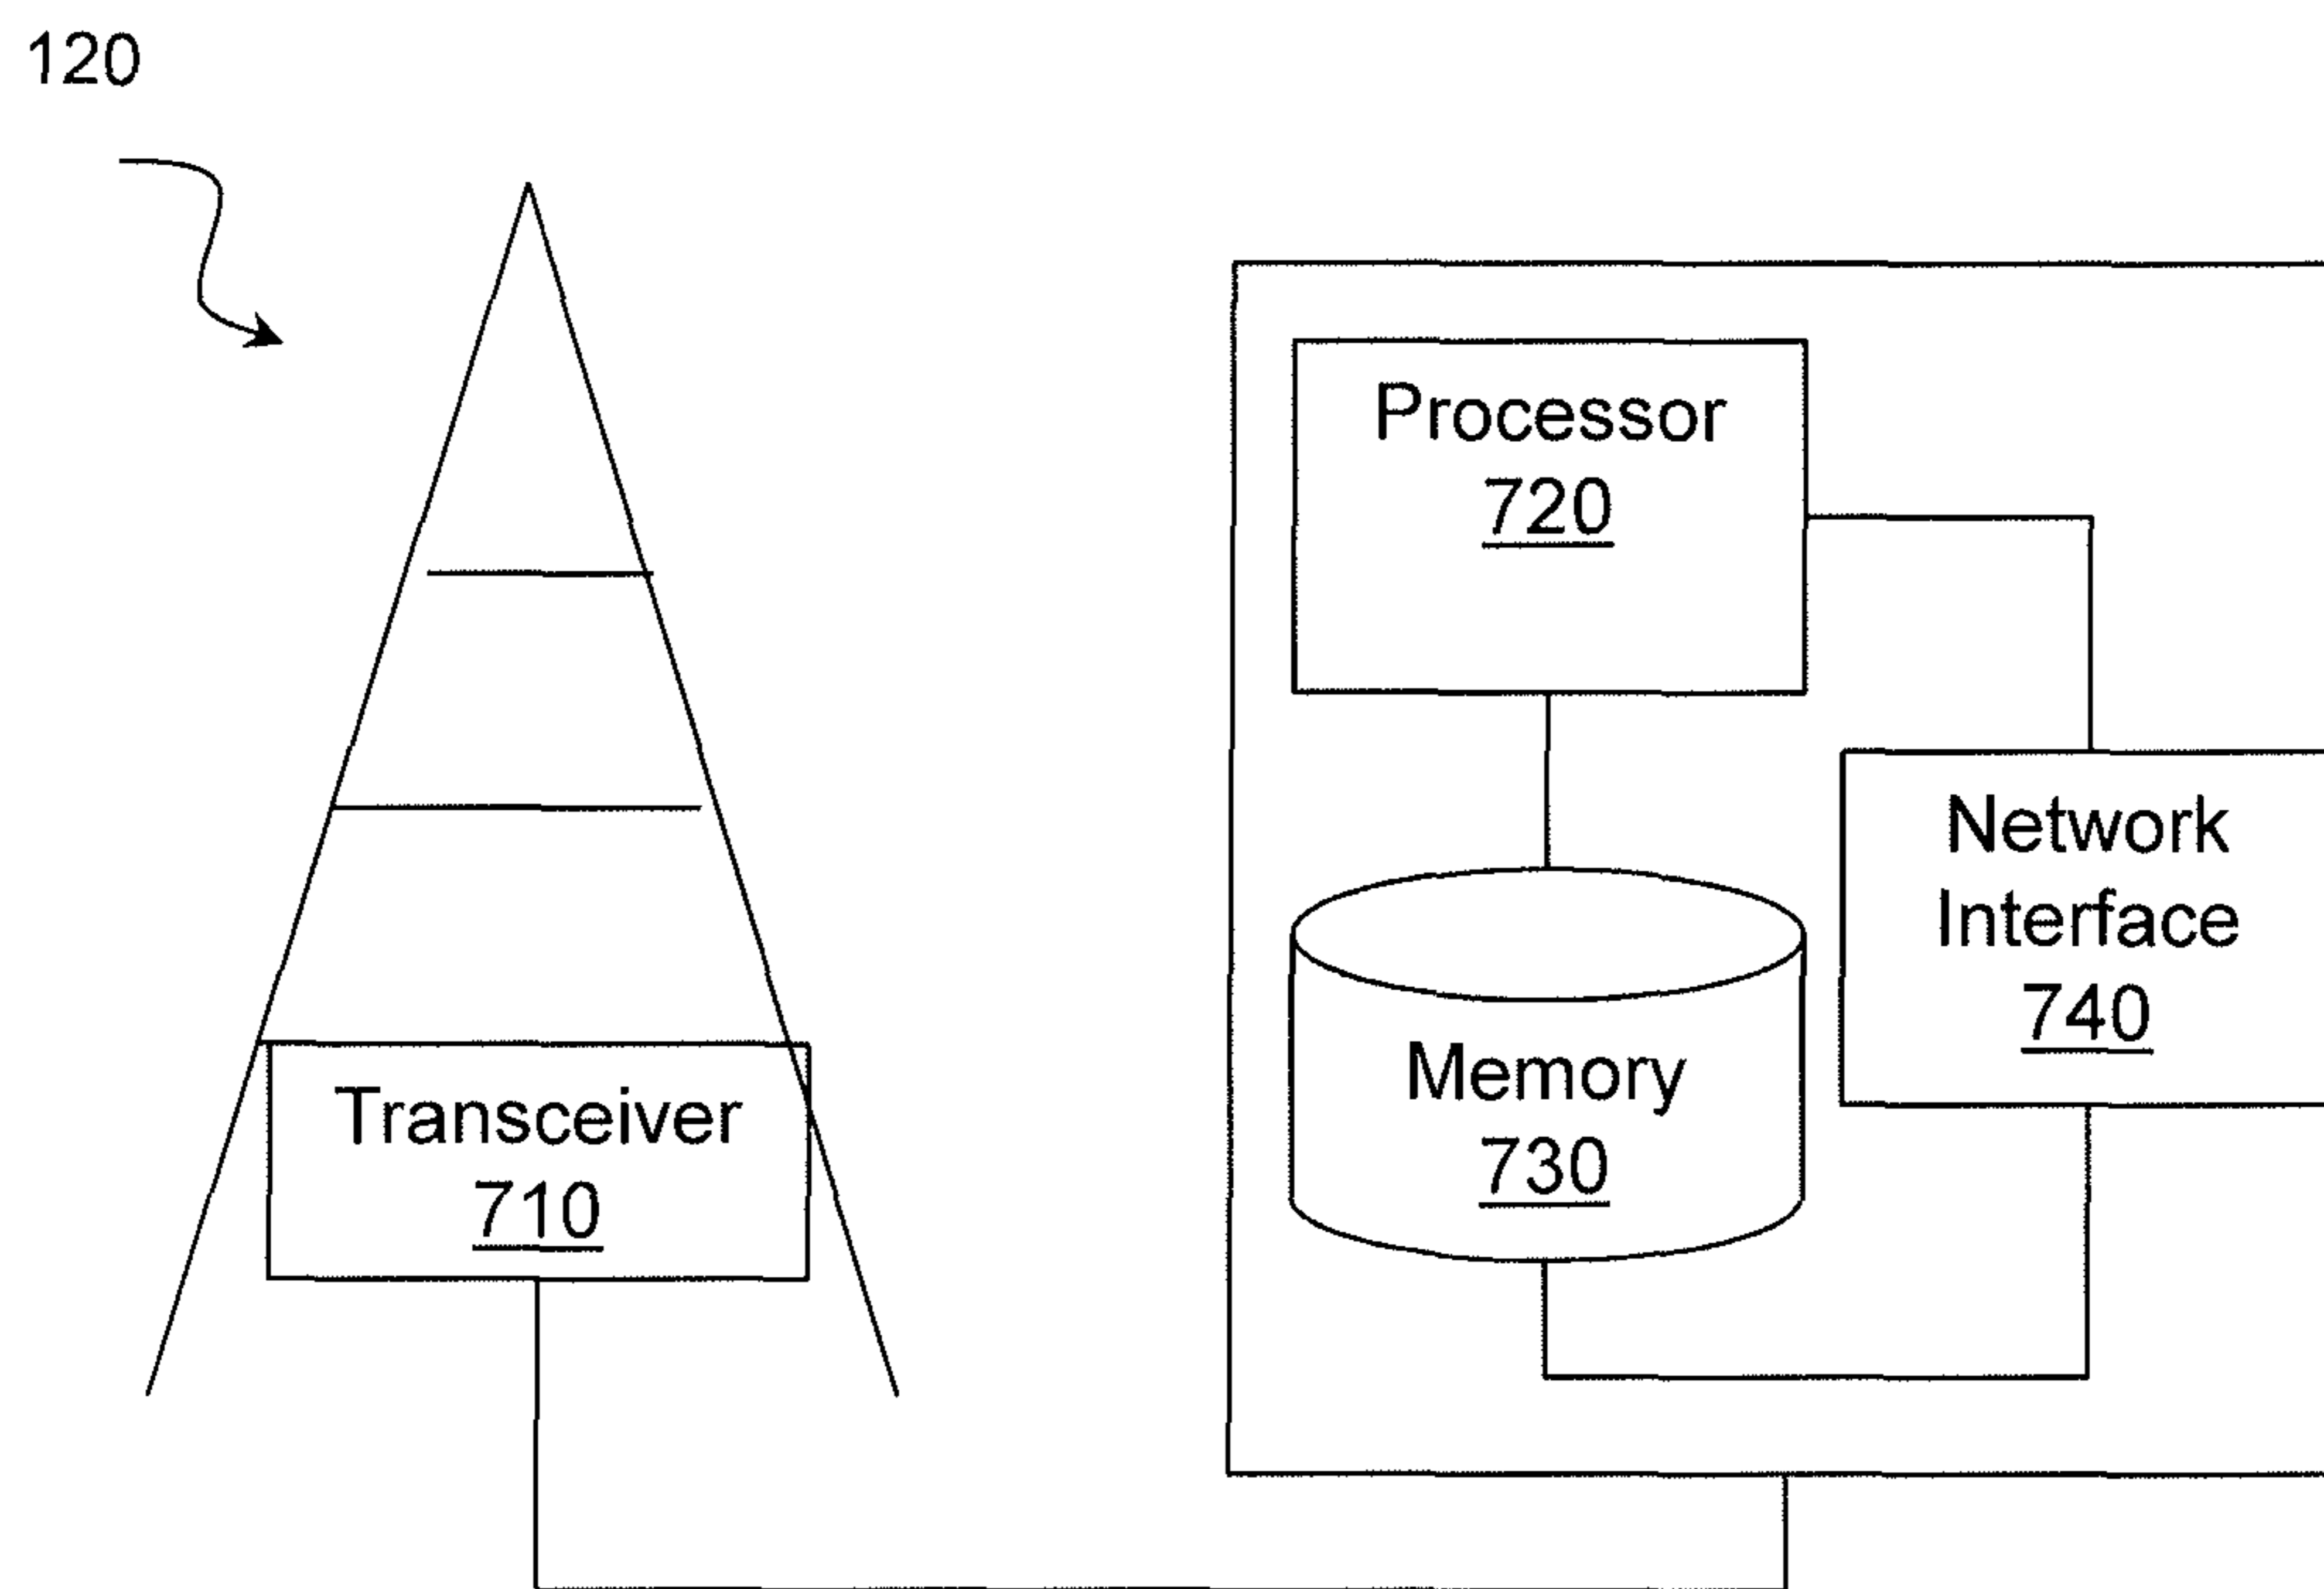 120
Processor
720
Network
Interface
740
Memory
730
Transceiver
710